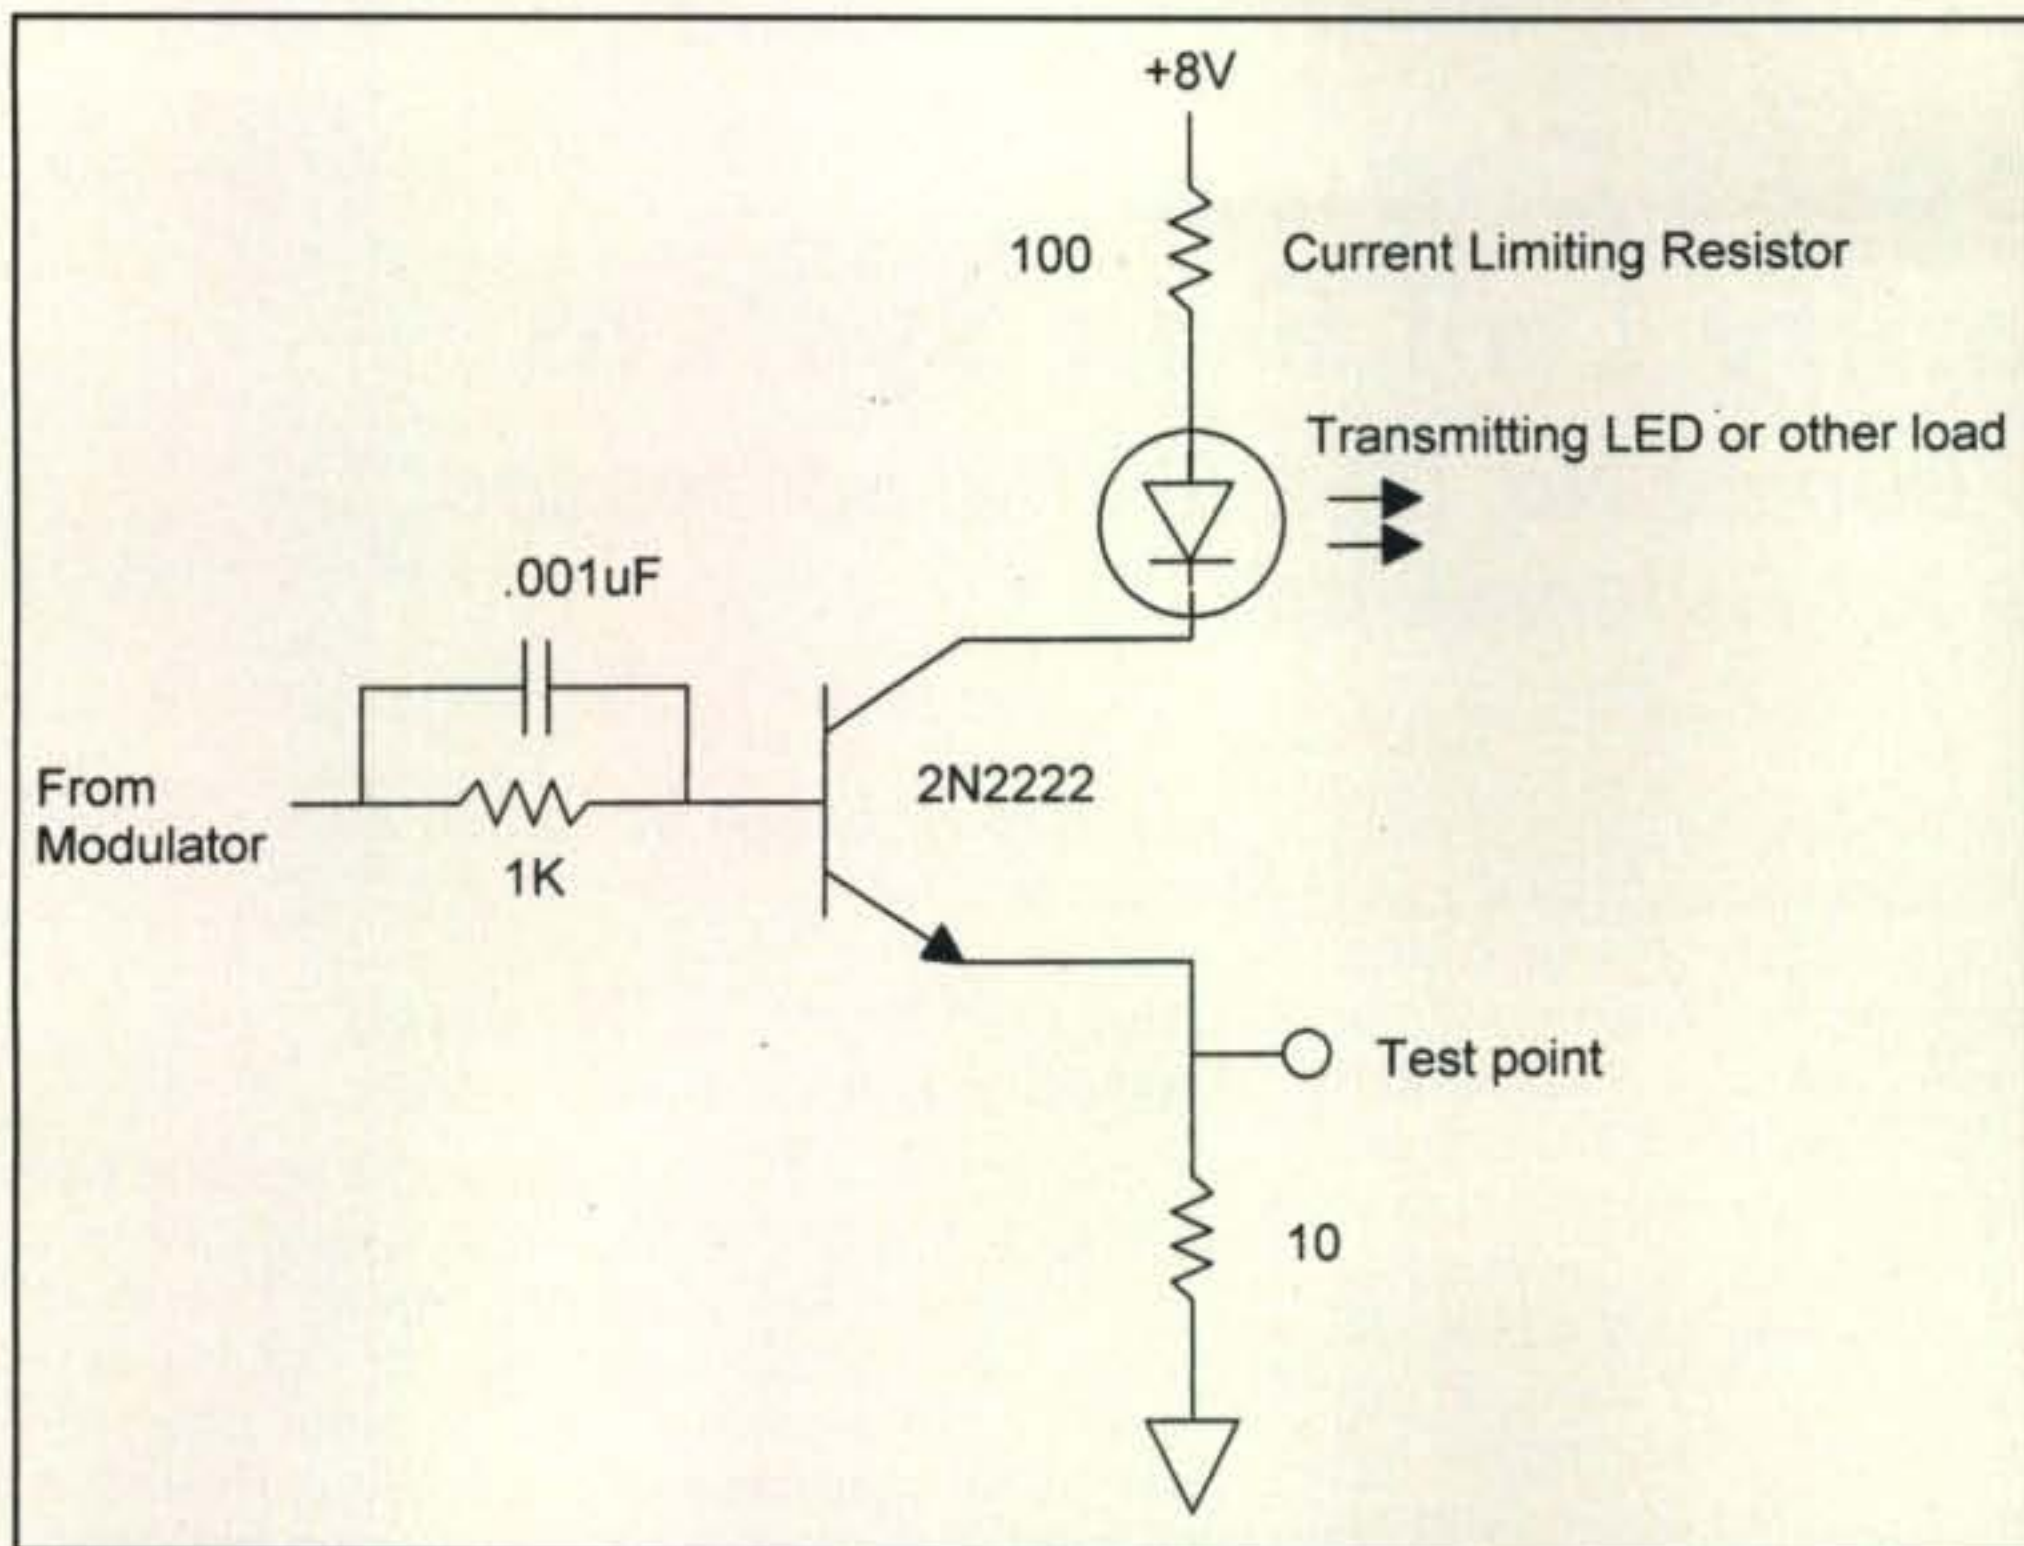 +8V
100
Current Limiting Resistor
Transmitting LED or other load
.001uF
From
Modulator
1K
2N2222
Test point
10